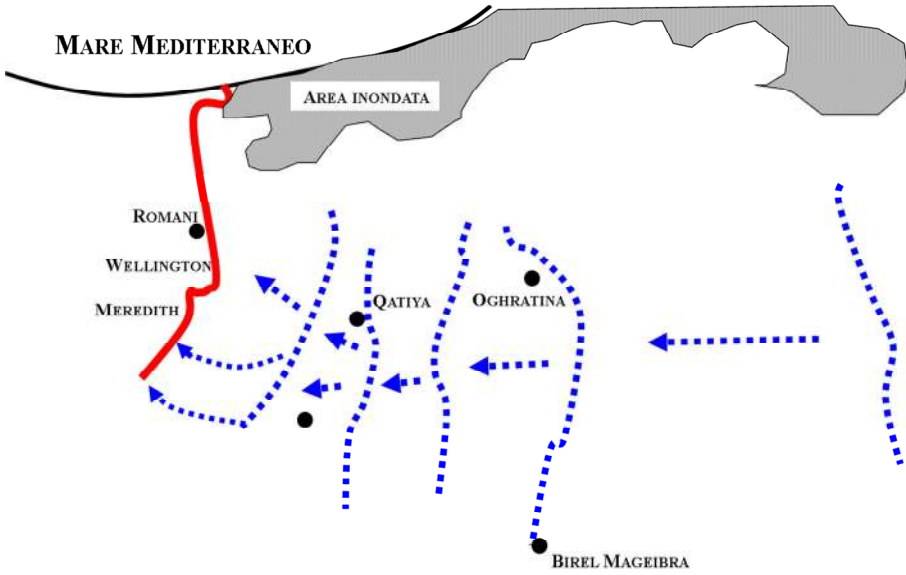 MARE MEDITERRANEO
AREA INONDATA
ROMANI
WELLINGTON
MEREDITH
QATIYA
OGHRATINA
BIREL MAGEIBRA